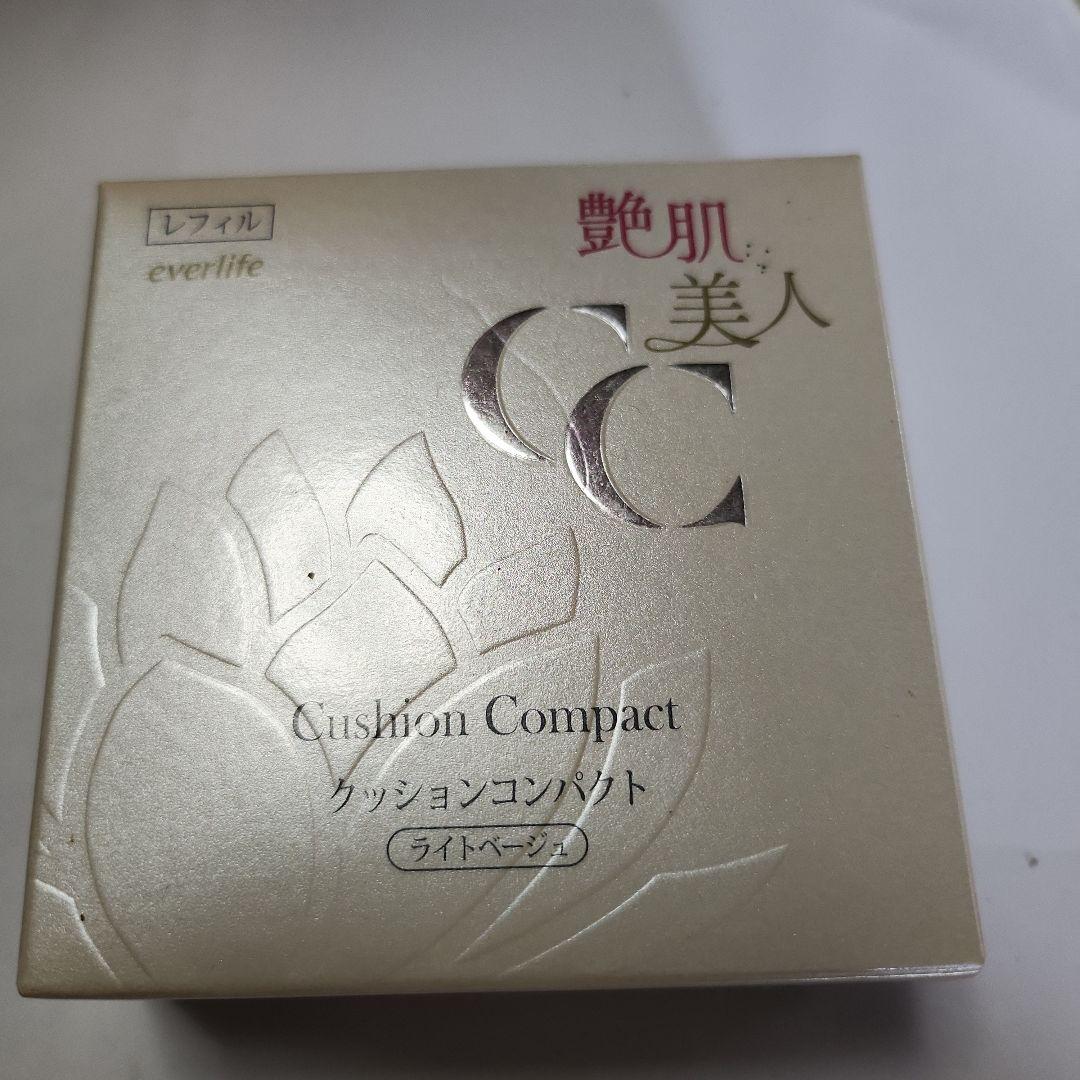 レフィル
everlife
艶肌
美人
CC
Cushion Compact
クッションコンパクト
ライトベージュ